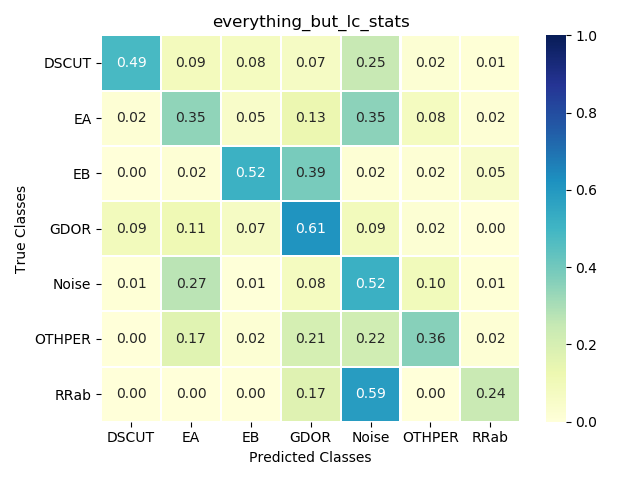 everything_but_lc_stats
True Classes
DSCUT 0.49 0.09 0.08 0.07 0.25 0.02 0.01
EA 0.02 0.35 0.05 0.13 0.35 0.08 0.02
EB 0.00 0.02 0.52 0.39 0.02 0.02 0.05
GDOR 0.09 0.11 0.07 0.61 0.09 0.02 0.00
Noise 0.01 0.27 0.01 0.08 0.52 0.10 0.01
OTHPER 0.00 0.17 0.02 0.21 0.22 0.36 0.02
RRab 0.00 0.00 0.00 0.17 0.59 0.00 0.24
DSCUT EA EB GDOR Noise OTHPER RRab
Predicted Classes
1.0
0.8
0.6
0.4
0.2
0.0